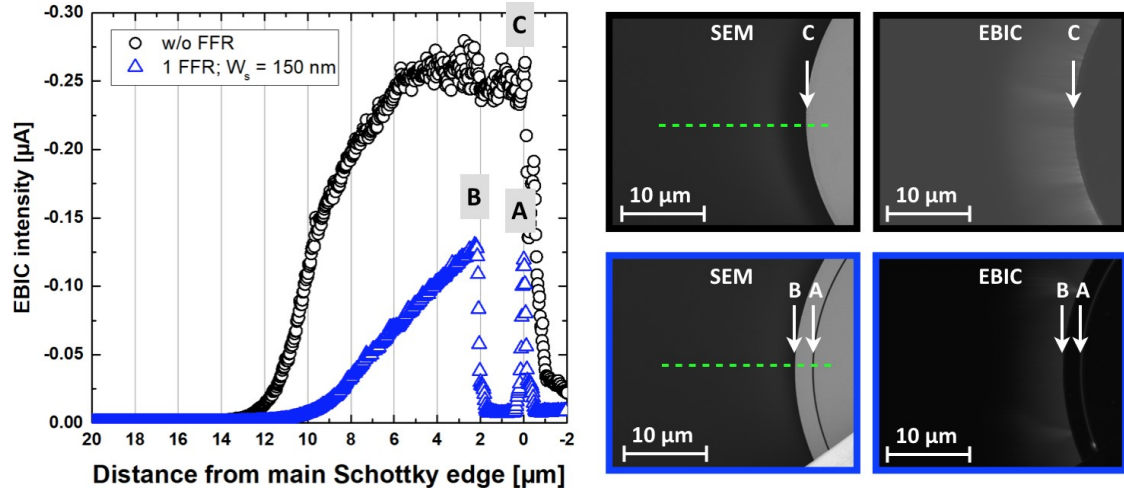 -0.30
-0.25
-0.20
-0.15
-0.10
-0.05
0.00
EBIC intensity [µA]
w/o FFR
1 FFR; Wₛ = 150 nm
C
B
A
20 18 16 14 12 10 8 6 4 2 0 -2
Distance from main Schottky edge [µm]
SEM C
10 µm
EBIC C
10 µm
SEM B A
10 µm
EBIC B A
10 µm